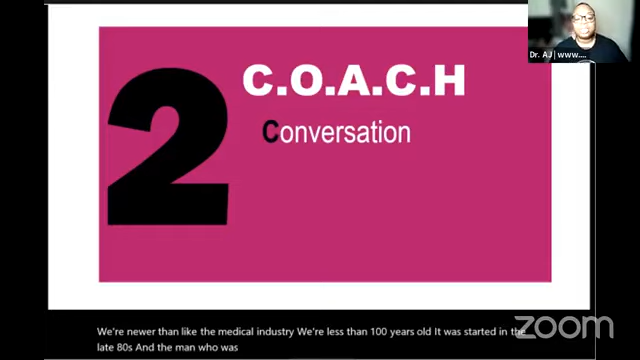 Dr. AJ | www....
2
C.O.A.C.H
Conversation
We're newer than like the medical industry We're less than 100 years old It was started in the
late 80s And the man who was
zoom